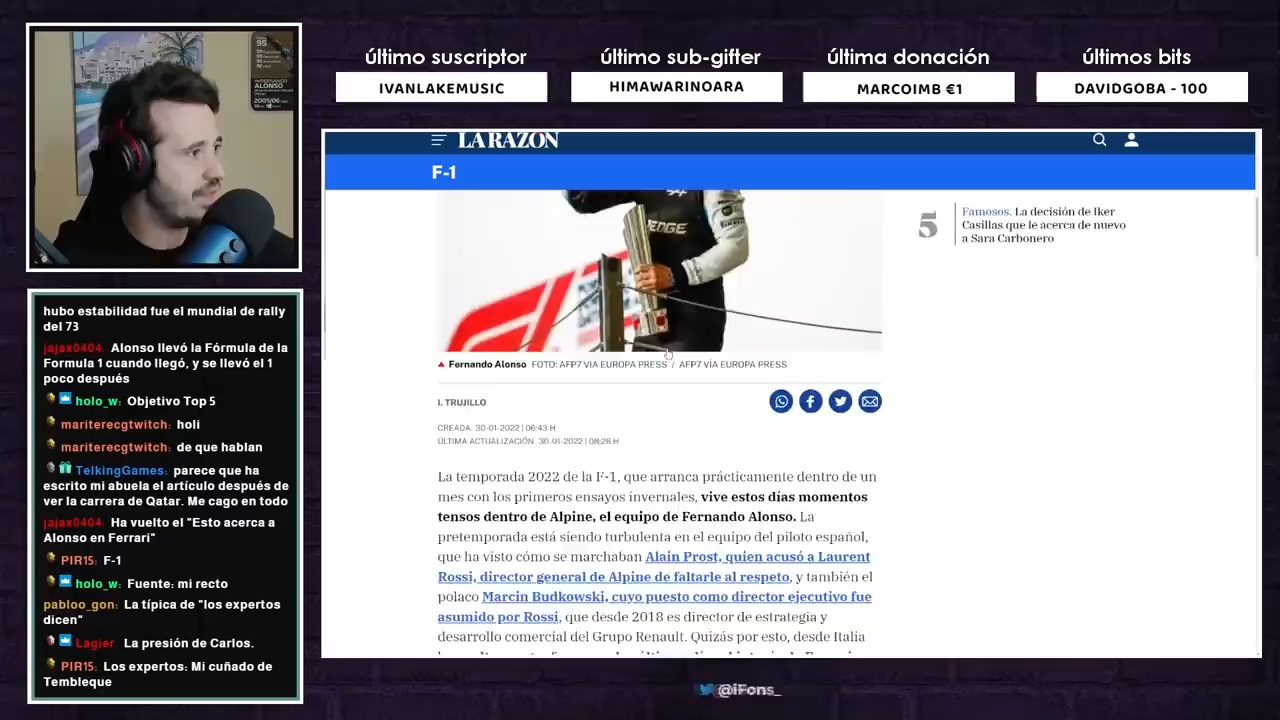 último suscriptor
IVANLAKEMUSIC
último sub-gifter
HIMAWARINOARA
última donación
MARCOIMB €1
últimos bits
DAVIDGOBA - 100
95
FERNANDO
ALONSO
2005/06
LA RAZÓN
F-1
ENGE
5
Famosos. La decisión de Iker
Casillas que le acerca de nuevo
a Sara Carbonero
Fernando Alonso FOTO: AFP7 VIA EUROPA PRESS / AFP7 VÍA EUROPA PRESS
I. TRUJILLO
CREADA. 30-01-2022 | 06:43 H
ÚLTIMA ACTUALIZACIÓN. 30-01-2022 | 08:26 H
La temporada 2022 de la F-1, que arranca prácticamente dentro de un
mes con los primeros ensayos invernales, vive estos días momentos
tensos dentro de Alpine, el equipo de Fernando Alonso. La
pretemporada está siendo turbulenta en el equipo del piloto español,
que ha visto cómo se marchaban Alain Prost, quien acusó a Laurent
Rossi, director general de Alpine de faltarle al respeto, y también el
polaco Marcin Budkowski, cuyo puesto como director ejecutivo fue
asumido por Rossi, que desde 2018 es director de estrategia y
desarrollo comercial del Grupo Renault. Quizás por esto, desde Italia
hubo estabilidad fue el mundial de rally
del 73
jajax0404: Alonso llevó la Fórmula de la
Formula 1 cuando llegó, y se llevó el 1
poco después
holo_w: Objetivo Top 5
mariterecgtwitch: holi
mariterecgtwitch: de que hablan
TelkingGames: parece que ha
escrito mi abuela el artículo después de
ver la carrera de Qatar. Me cago en todo
jajax0404: Ha vuelto el "Esto acerca a
Alonso en Ferrari"
PIR15: F-1
holo_w: Fuente: mi recto
pabloo_gon: La típica de "los expertos
dicen"
Lagier: La presión de Carlos.
PIR15: Los expertos: Mi cuñado de
Tembleque
@iFons_